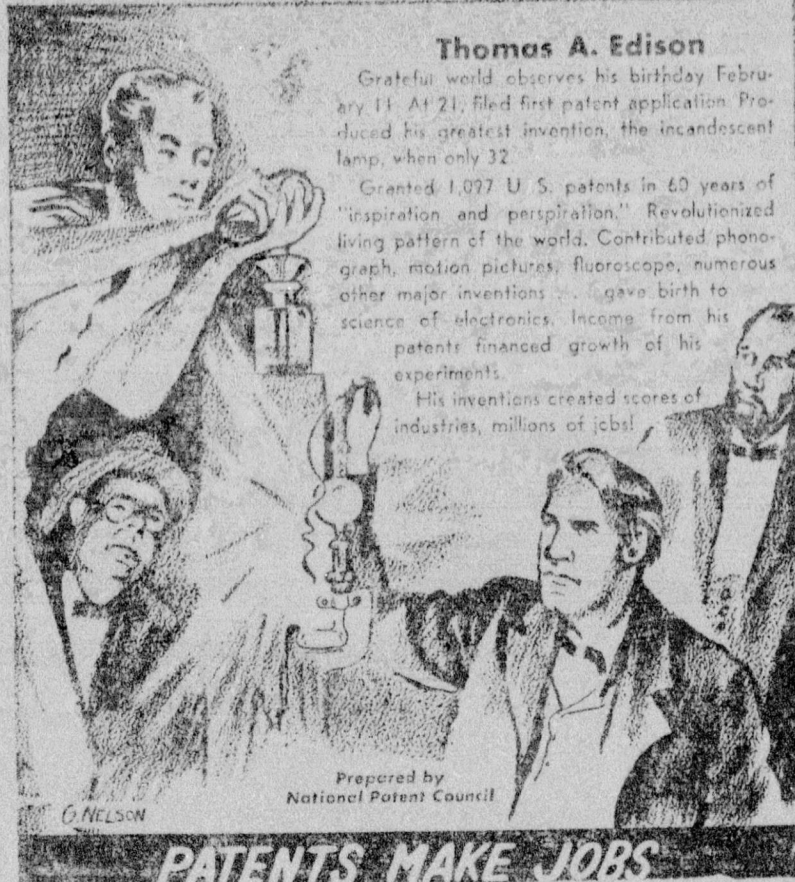 Thomas A. Edison
Grateful world observes his birthday Febru-
ary 11. At 21, filed first patent application. Pro-
duced his greatest invention, the incandescent
lamp, when only 32.
Granted 1,097 U. S. patents in 60 years of
"inspiration and perspiration." Revolutionized
living pattern of the world. Contributed phono-
graph, motion pictures, fluoroscope, numerous
other major inventions . . . gave birth to
science of electronics. Income from his
patents financed growth of his
experiments.
His inventions created scores of
industries, millions of jobs!
Prepared by
National Patent Council
G. NELSON
PATENTS MAKE JOBS